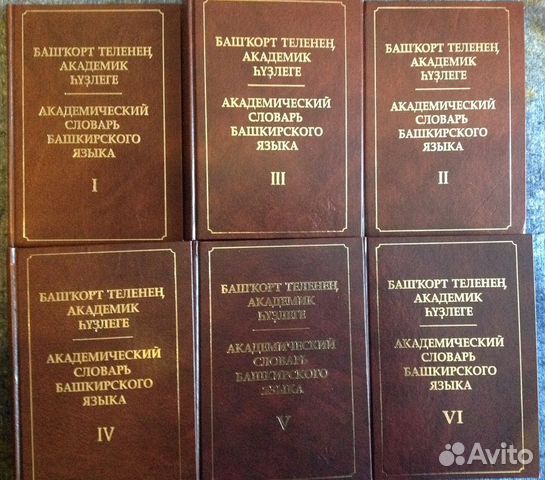 БАШҠОРТ ТЕЛЕНЕҢ
АКАДЕМИК
ҺҮҘЛЕГЕ
АКАДЕМИЧЕСКИЙ
СЛОВАРЬ
БАШКИРСКОГО
ЯЗЫКА
I
БАШҠОРТ ТЕЛЕНЕҢ
АКАДЕМИК
ҺҮҘЛЕГЕ
АКАДЕМИЧЕСКИЙ
СЛОВАРЬ
БАШКИРСКОГО
ЯЗЫКА
III
БАШҠОРТ ТЕЛЕНЕҢ
АКАДЕМИК
ҺҮҘЛЕГЕ
АКАДЕМИЧЕСКИЙ
СЛОВАРЬ
БАШКИРСКОГО
ЯЗЫКА
II
БАШҠОРТ ТЕЛЕНЕҢ
АКАДЕМИК
ҺҮҘЛЕГЕ
АКАДЕМИЧЕСКИЙ
СЛОВАРЬ
БАШКИРСКОГО
ЯЗЫКА
IV
БАШҠОРТ ТЕЛЕНЕҢ
АКАДЕМИК
ҺҮҘЛЕГЕ
АКАДЕМИЧЕСКИЙ
СЛОВАРЬ
БАШКИРСКОГО
ЯЗЫКА
V
БАШҠОРТ ТЕЛЕНЕҢ
АКАДЕМИК
ҺҮҘЛЕГЕ
АКАДЕМИЧЕСКИЙ
СЛОВАРЬ
БАШКИРСКОГО
ЯЗЫКА
VI
Avito